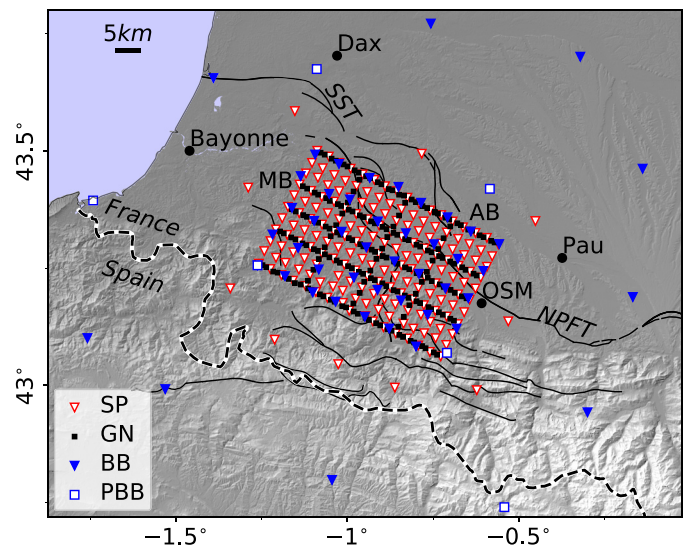 5km
Dax
SST
43.5°
Bayonne
MB
AB
France
Spain
Pau
OSM
NPFT
43°
SP
GN
BB
PBB
−1.5°
−1°
−0.5°